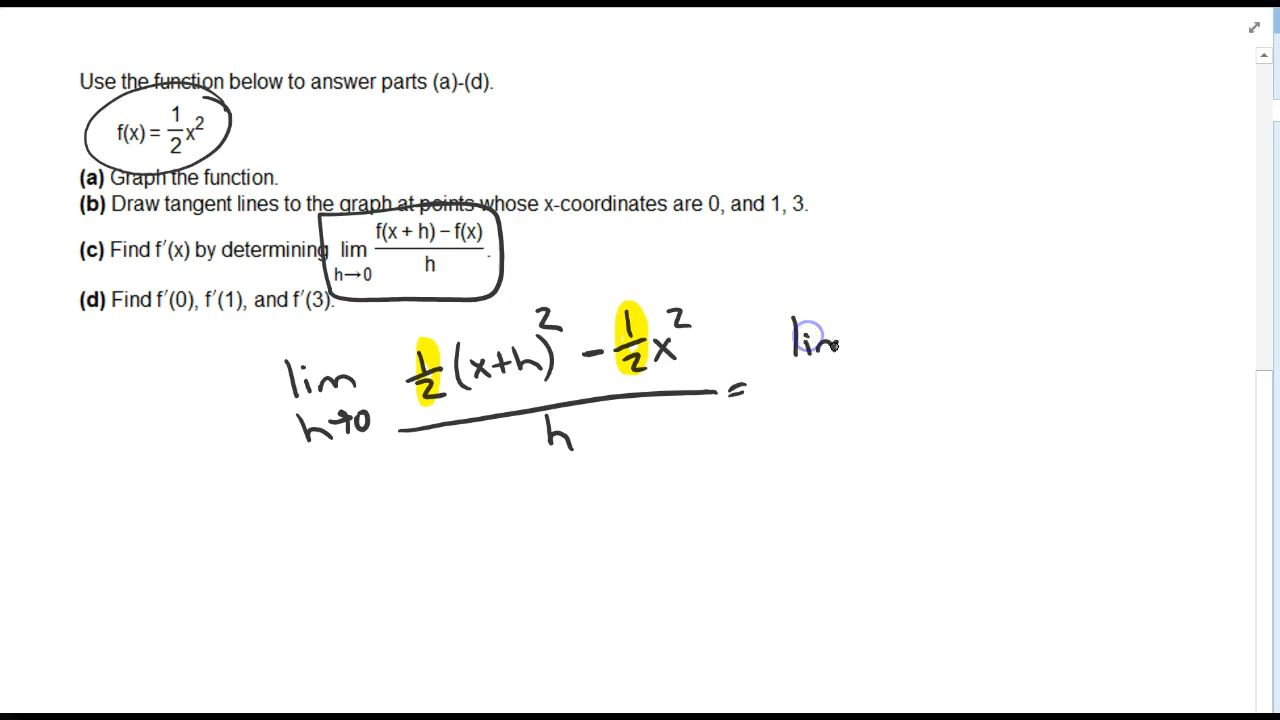 Use the function below to answer parts (a)-(d).
f(x) = 1/2 x²
(a) Graph the function.
(b) Draw tangent lines to the graph at points whose x-coordinates are 0, and 1, 3.
(c) Find f′(x) by determining lim h→0 f(x + h) − f(x) / h .
(d) Find f′(0), f′(1), and f′(3).
lim h→0 1/2 (x+h)² − 1/2 x² / h = lim